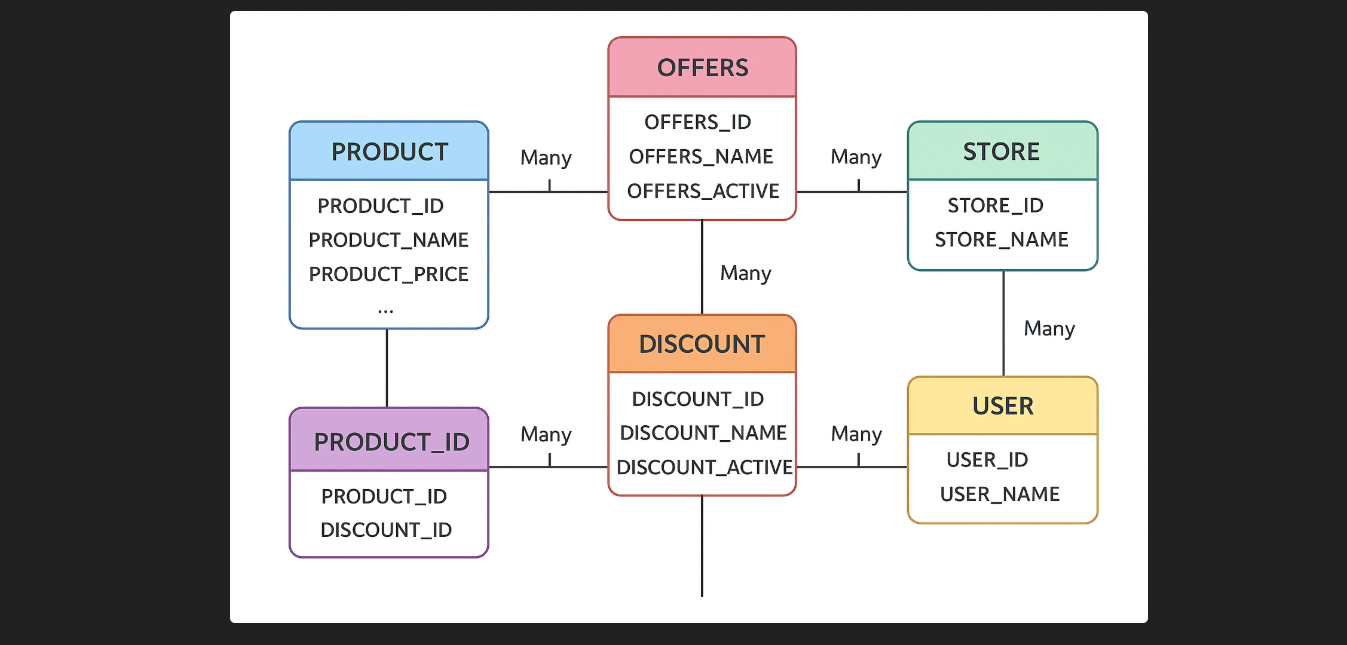 OFFERS
OFFERS_ID
OFFERS_NAME
OFFERS_ACTIVE
PRODUCT
PRODUCT_ID
PRODUCT_NAME
PRODUCT_PRICE
...
Many
Many
STORE
STORE_ID
STORE_NAME
Many
Many
DISCOUNT
DISCOUNT_ID
DISCOUNT_NAME
DISCOUNT_ACTIVE
PRODUCT_ID
PRODUCT_ID
DISCOUNT_ID
Many
Many
USER
USER_ID
USER_NAME